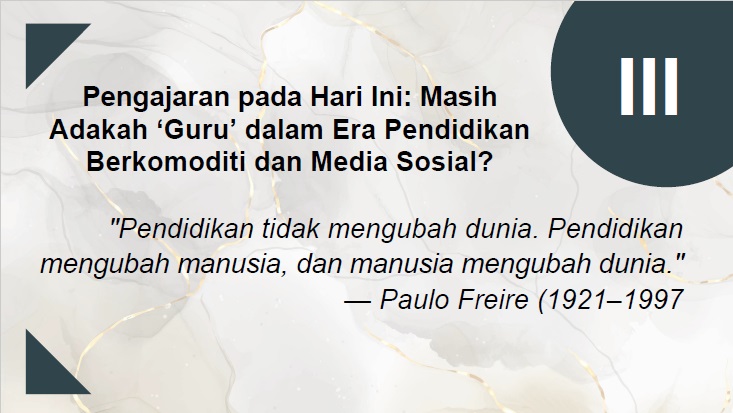 III
Pengajaran pada Hari Ini: Masih
Adakah ‘Guru’ dalam Era Pendidikan
Berkomoditi dan Media Sosial?
"Pendidikan tidak mengubah dunia. Pendidikan
mengubah manusia, dan manusia mengubah dunia."
— Paulo Freire (1921–1997